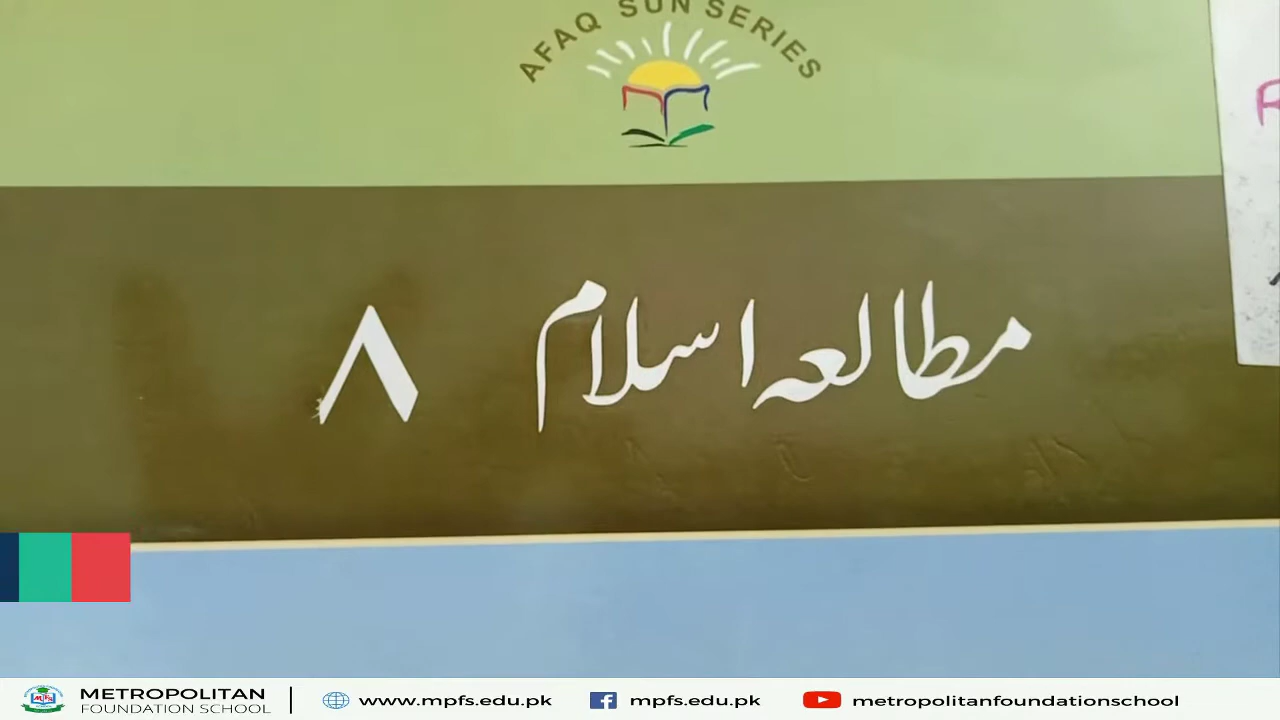 AFAQ SUN SERIES
مطالعہ اسلام ۸
METROPOLITAN
FOUNDATION SCHOOL
www.mpfs.edu.pk
mpfs.edu.pk
metropolitanfoundationschool